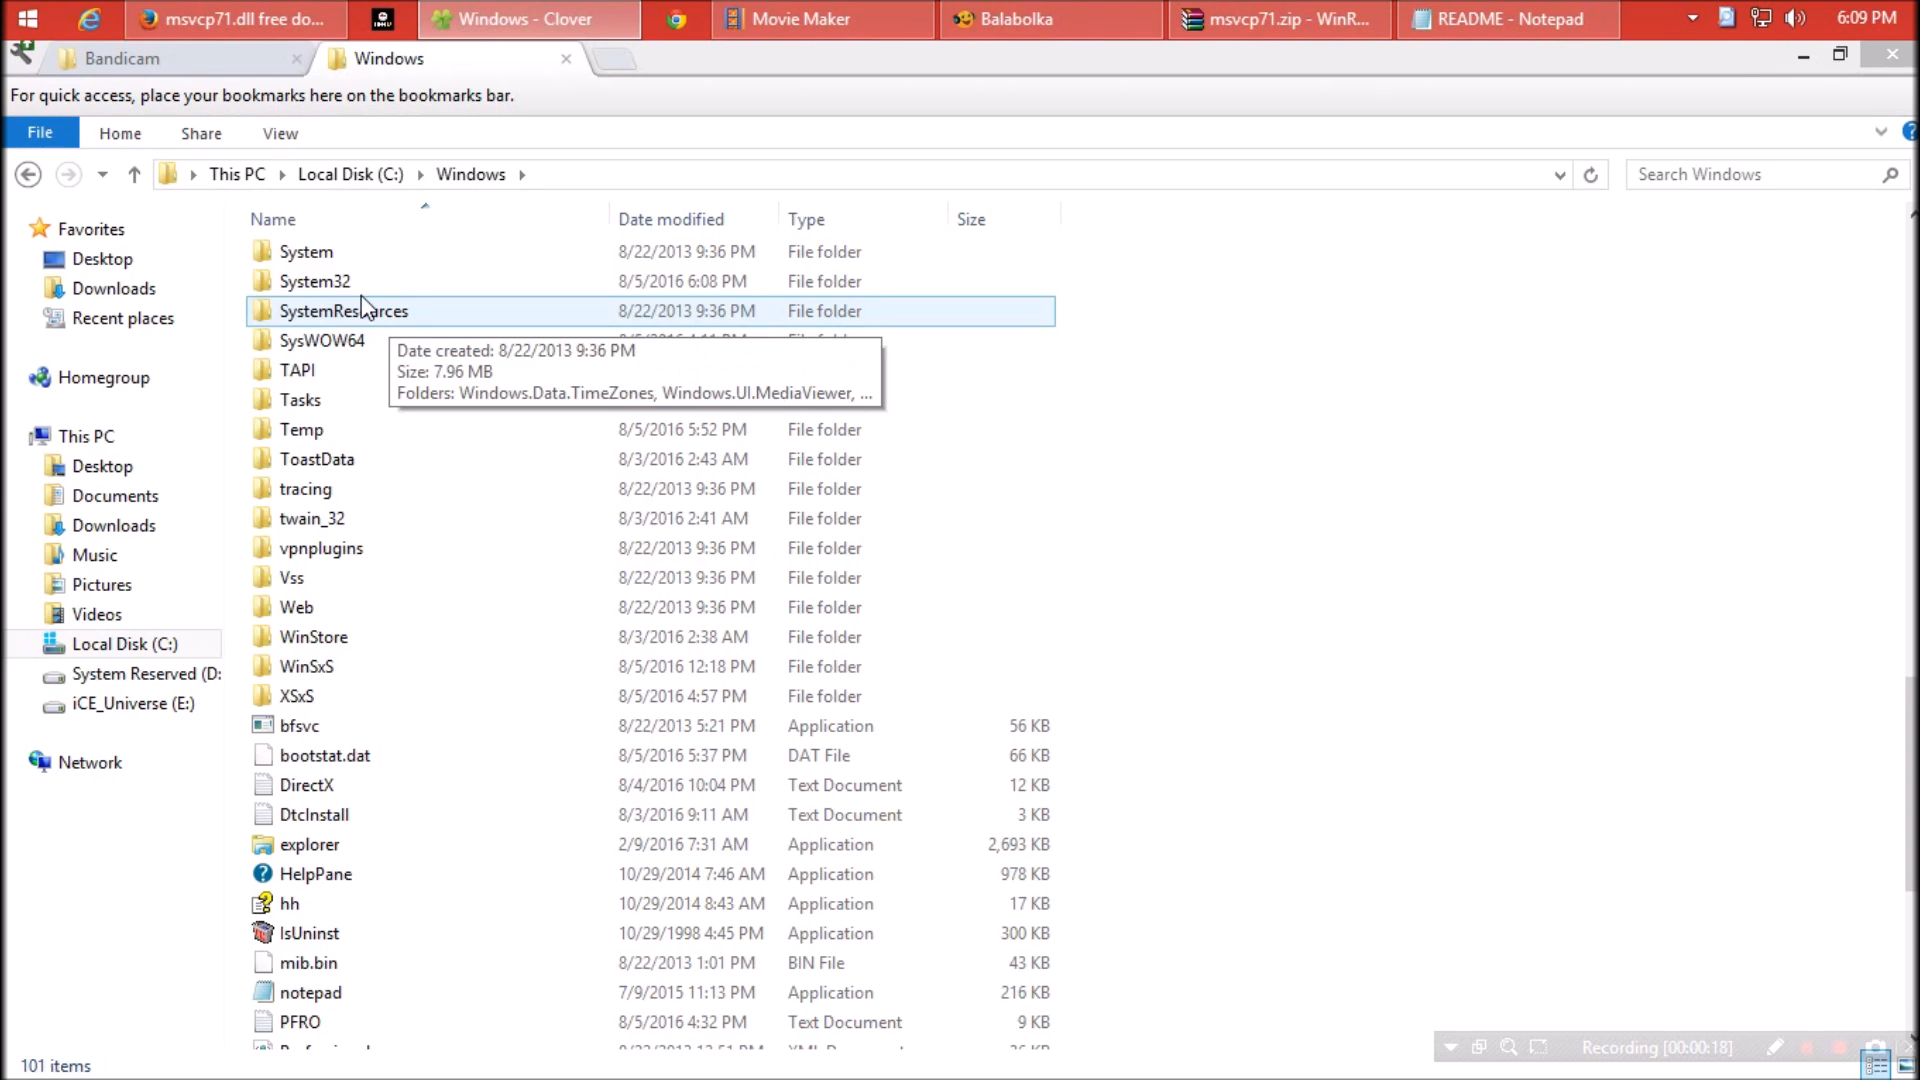 msvcp71.dll free do... Windows - Clover Movie Maker Balabolka msvcp71.zip - WinR... README - Notepad 6:09 PM
Bandicam Windows
For quick access, place your bookmarks here on the bookmarks bar.
File Home Share View
This PC Local Disk (C:) Windows Search Windows
Name Date modified Type Size
Favorites
Desktop
Downloads
Recent places
Homegroup
This PC
Desktop
Documents
Downloads
Music
Pictures
Videos
Local Disk (C:)
System Reserved (D:
iCE_Universe (E:)
Network
System 8/22/2013 9:36 PM File folder
System32 8/5/2016 6:08 PM File folder
SystemResources 8/22/2013 9:36 PM File folder
SysWOW64
Date created: 8/22/2013 9:36 PM
Size: 7.96 MB
Folders: Windows.Data.TimeZones, Windows.UI.MediaViewer, ...
TAPI
Tasks
Temp 8/5/2016 5:52 PM File folder
ToastData 8/3/2016 2:43 AM File folder
tracing 8/22/2013 9:36 PM File folder
twain_32 8/3/2016 2:41 AM File folder
vpnplugins 8/22/2013 9:36 PM File folder
Vss 8/22/2013 9:36 PM File folder
Web 8/22/2013 9:36 PM File folder
WinStore 8/3/2016 2:38 AM File folder
WinSxS 8/5/2016 12:18 PM File folder
XSxS 8/5/2016 4:57 PM File folder
bfsvc 8/22/2013 5:21 PM Application 56 KB
bootstat.dat 8/5/2016 5:37 PM DAT File 66 KB
DirectX 8/4/2016 10:04 PM Text Document 12 KB
DtcInstall 8/3/2016 9:11 AM Text Document 3 KB
explorer 2/9/2016 7:31 AM Application 2,693 KB
HelpPane 10/29/2014 7:46 AM Application 978 KB
hh 10/29/2014 8:43 AM Application 17 KB
IsUninst 10/29/1998 4:45 PM Application 300 KB
mib.bin 8/22/2013 1:01 PM BIN File 43 KB
notepad 7/9/2015 11:13 PM Application 216 KB
PFRO 8/5/2016 4:32 PM Text Document 9 KB
Recording [00:00:18]
101 items